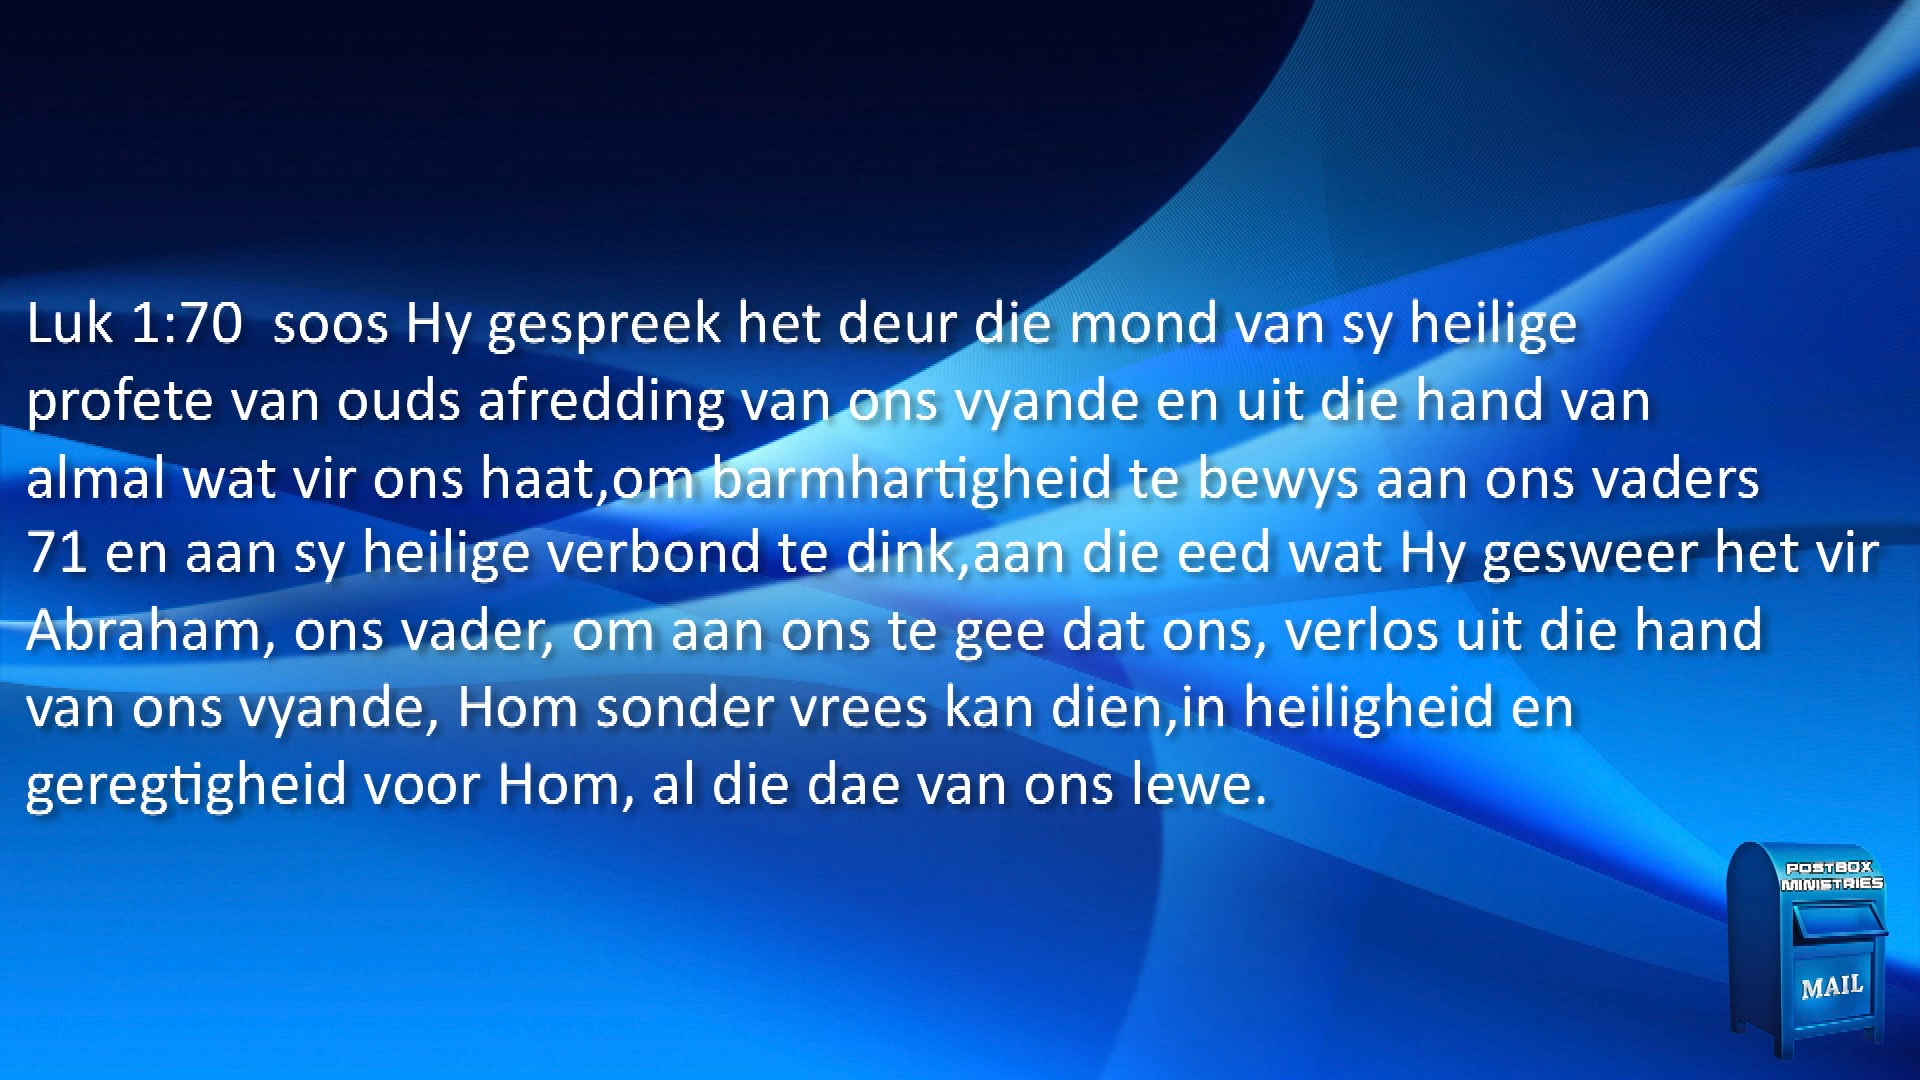 Luk 1:70  soos Hy gespreek het deur die mond van sy heilige
profete van ouds afredding van ons vyande en uit die hand van
almal wat vir ons haat,om barmhartigheid te bewys aan ons vaders
71 en aan sy heilige verbond te dink,aan die eed wat Hy gesweer het vir
Abraham, ons vader, om aan ons te gee dat ons, verlos uit die hand
van ons vyande, Hom sonder vrees kan dien,in heiligheid en
geregtigheid voor Hom, al die dae van ons lewe.
POSTBOX
MINISTRIES
MAIL